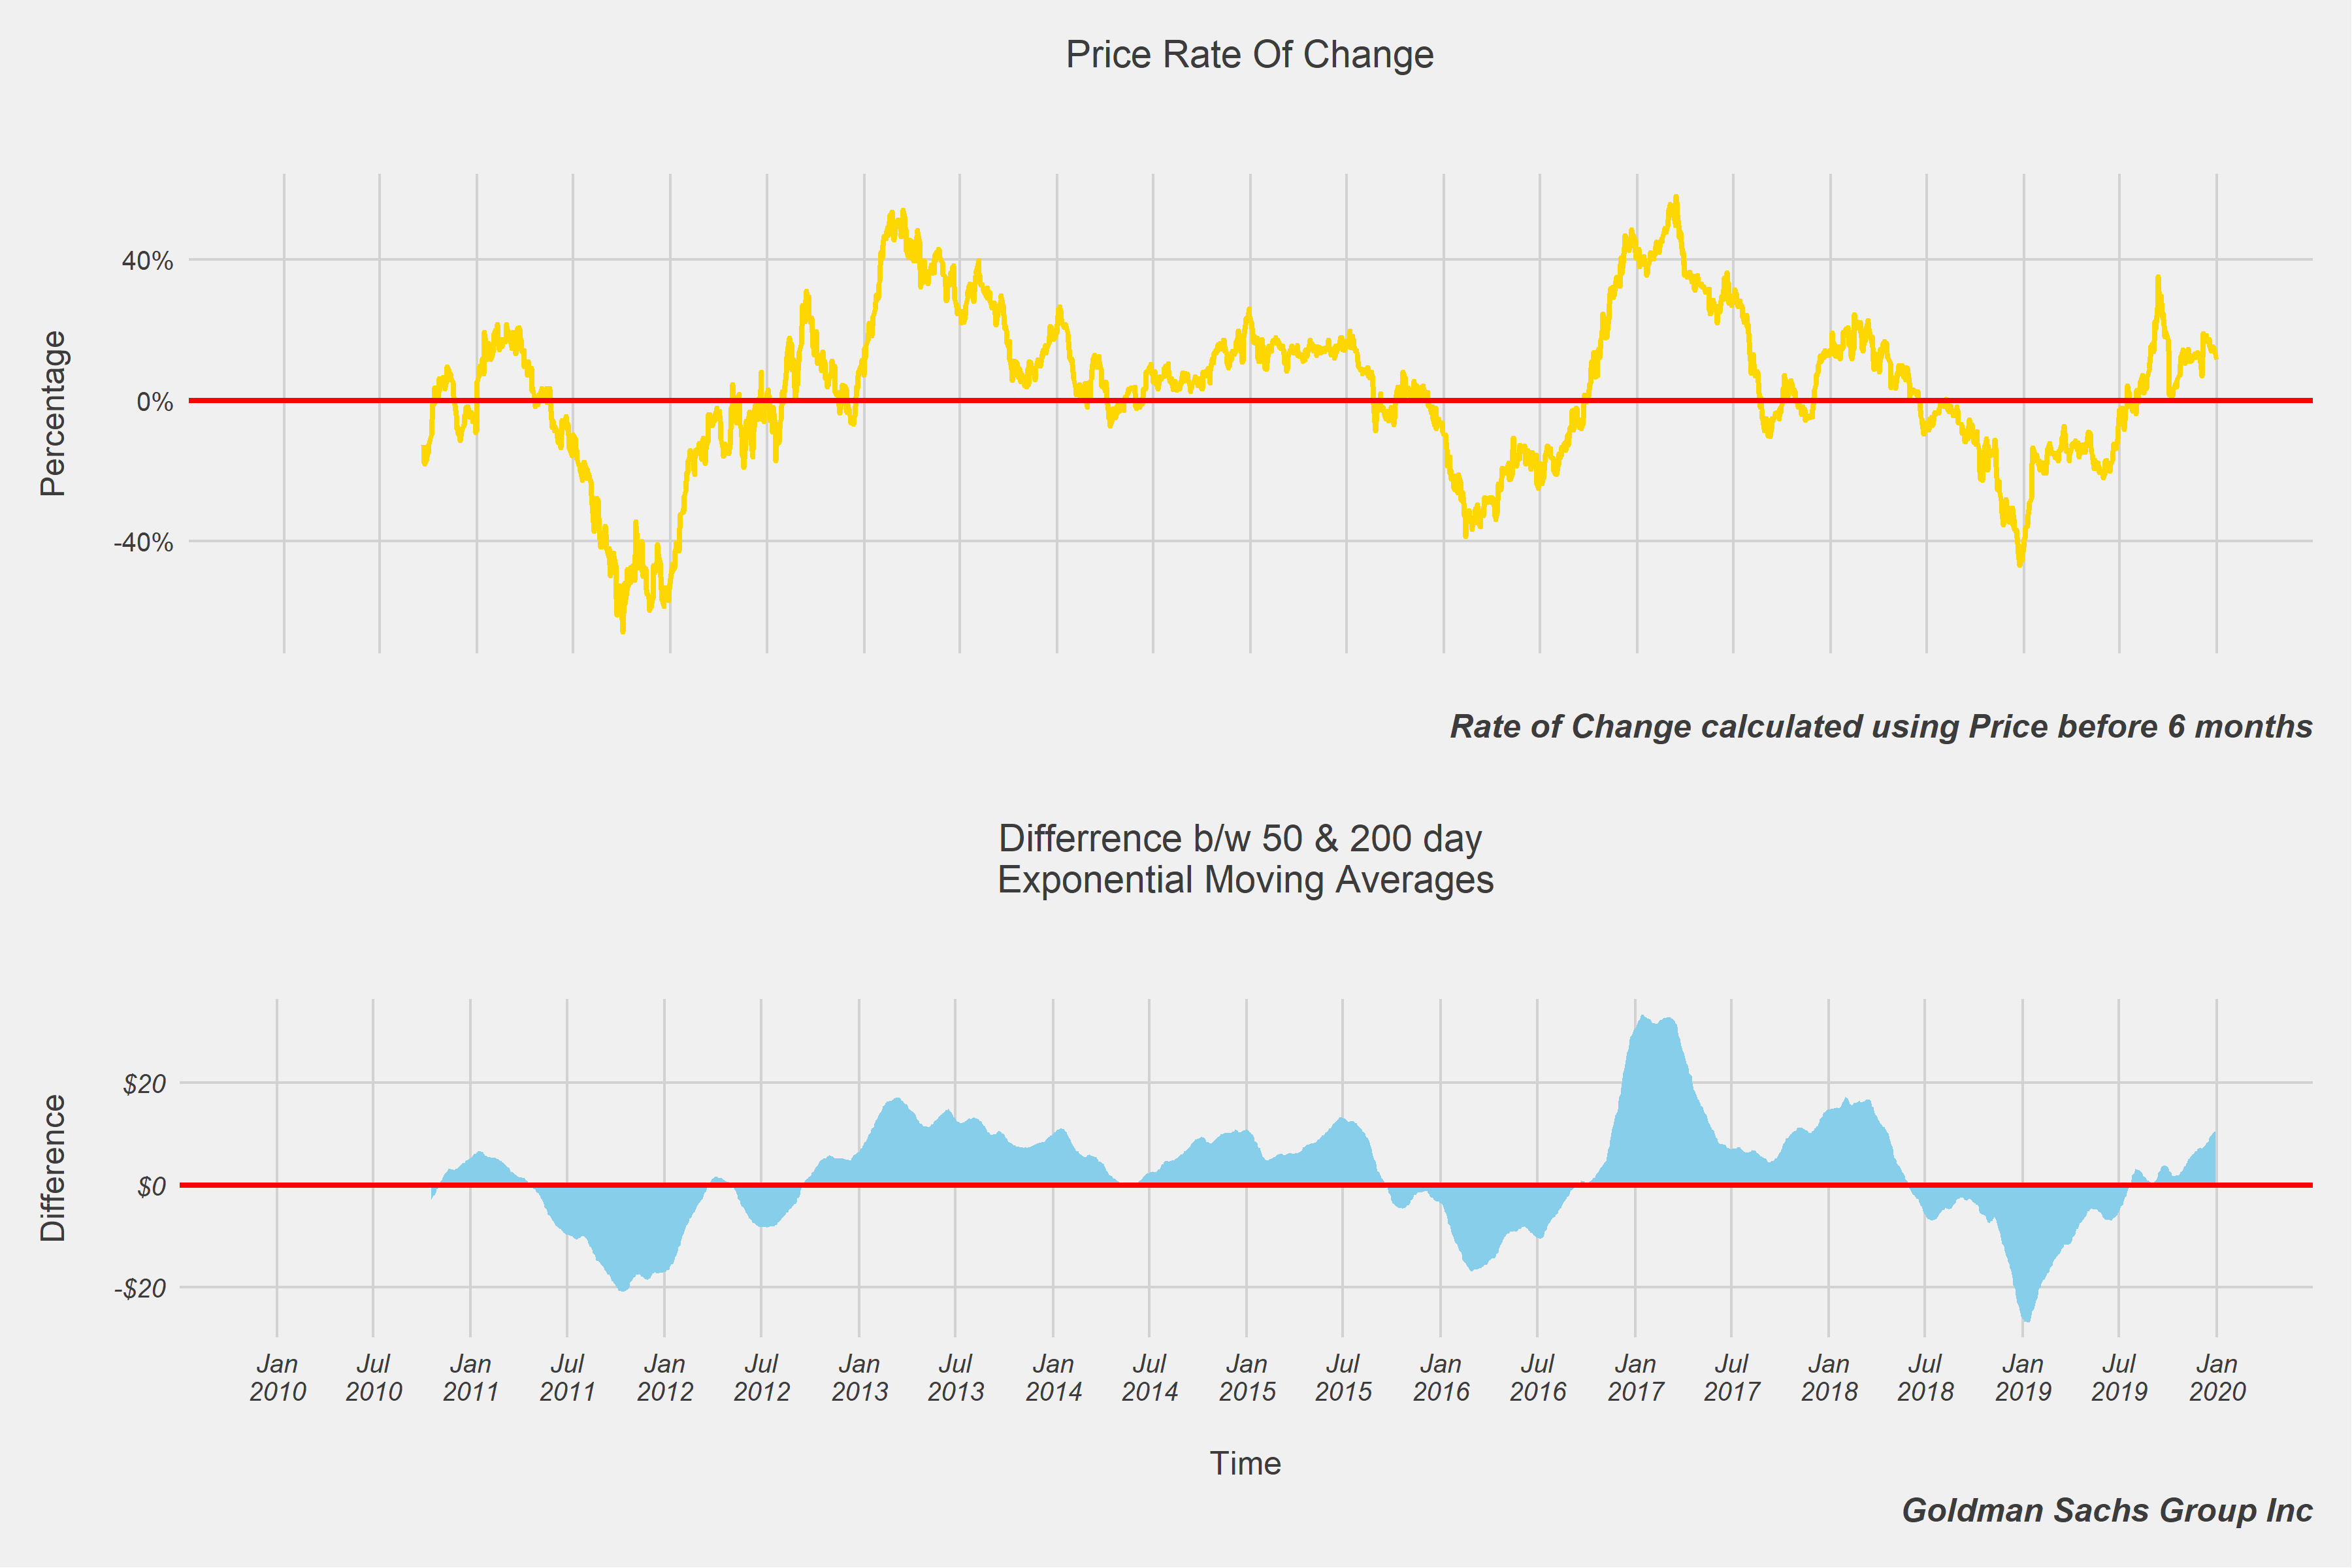 Price Rate Of Change
40%
0%
-40%
Percentage
Rate of Change calculated using Price before 6 months
Differrence b/w 50 & 200 day
Exponential Moving Averages
$20
$0
-$20
Difference
Jan Jul Jan Jul Jan Jul Jan Jul Jan Jul Jan Jul Jan Jul Jan Jul Jan Jul Jan Jul Jan
2010 2010 2011 2011 2012 2012 2013 2013 2014 2014 2015 2015 2016 2016 2017 2017 2018 2018 2019 2019 2020
Time
Goldman Sachs Group Inc